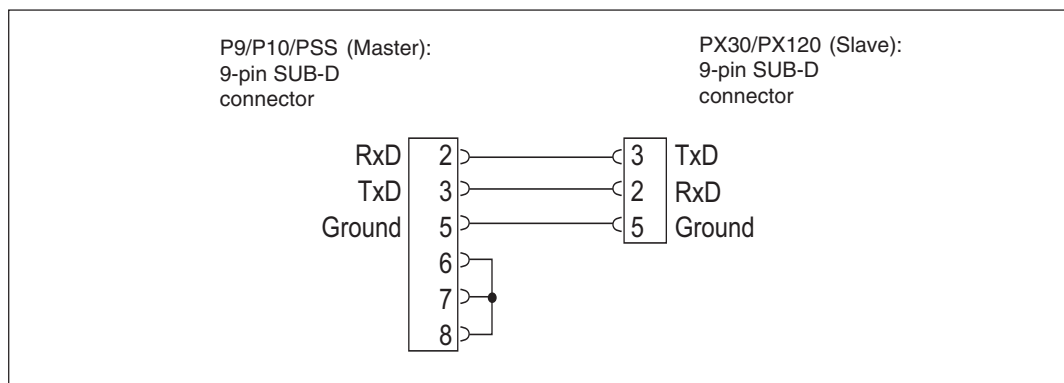 P9/P10/PSS (Master):
9-pin SUB-D
connector
PX30/PX120 (Slave):
9-pin SUB-D
connector
RxD 2 3 TxD
TxD 3 2 RxD
Ground 5 5 Ground
6
7
8